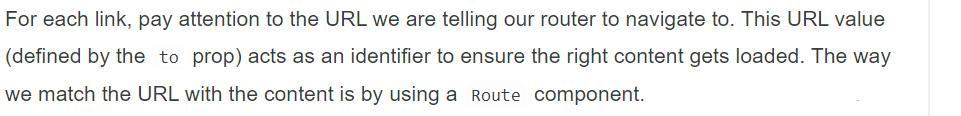 For each link, pay attention to the URL we are telling our router to navigate to. This URL value
(defined by the to prop) acts as an identifier to ensure the right content gets loaded. The way
we match the URL with the content is by using a Route component.